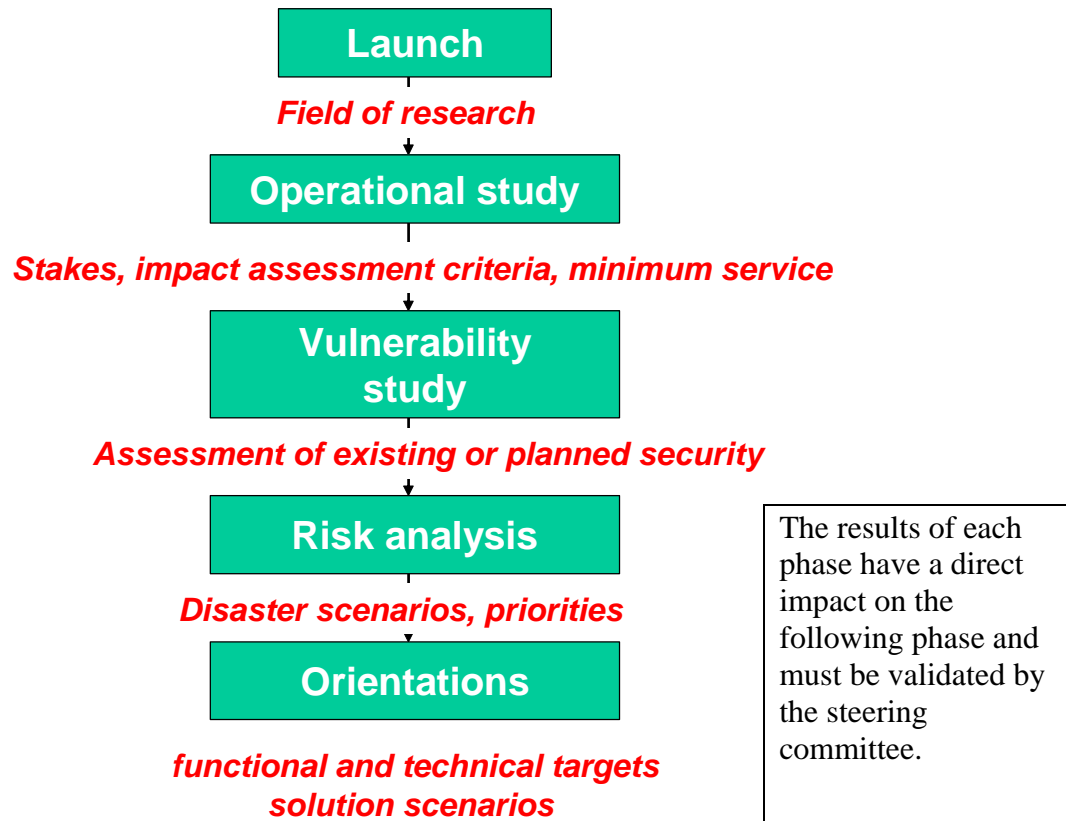 Launch
Field of research
Operational study
Stakes, impact assessment criteria, minimum service
Vulnerability
study
Assessment of existing or planned security
Risk analysis
Disaster scenarios, priorities
Orientations
functional and technical targets
solution scenarios
The results of each
phase have a direct
impact on the
following phase and
must be validated by
the steering
committee.